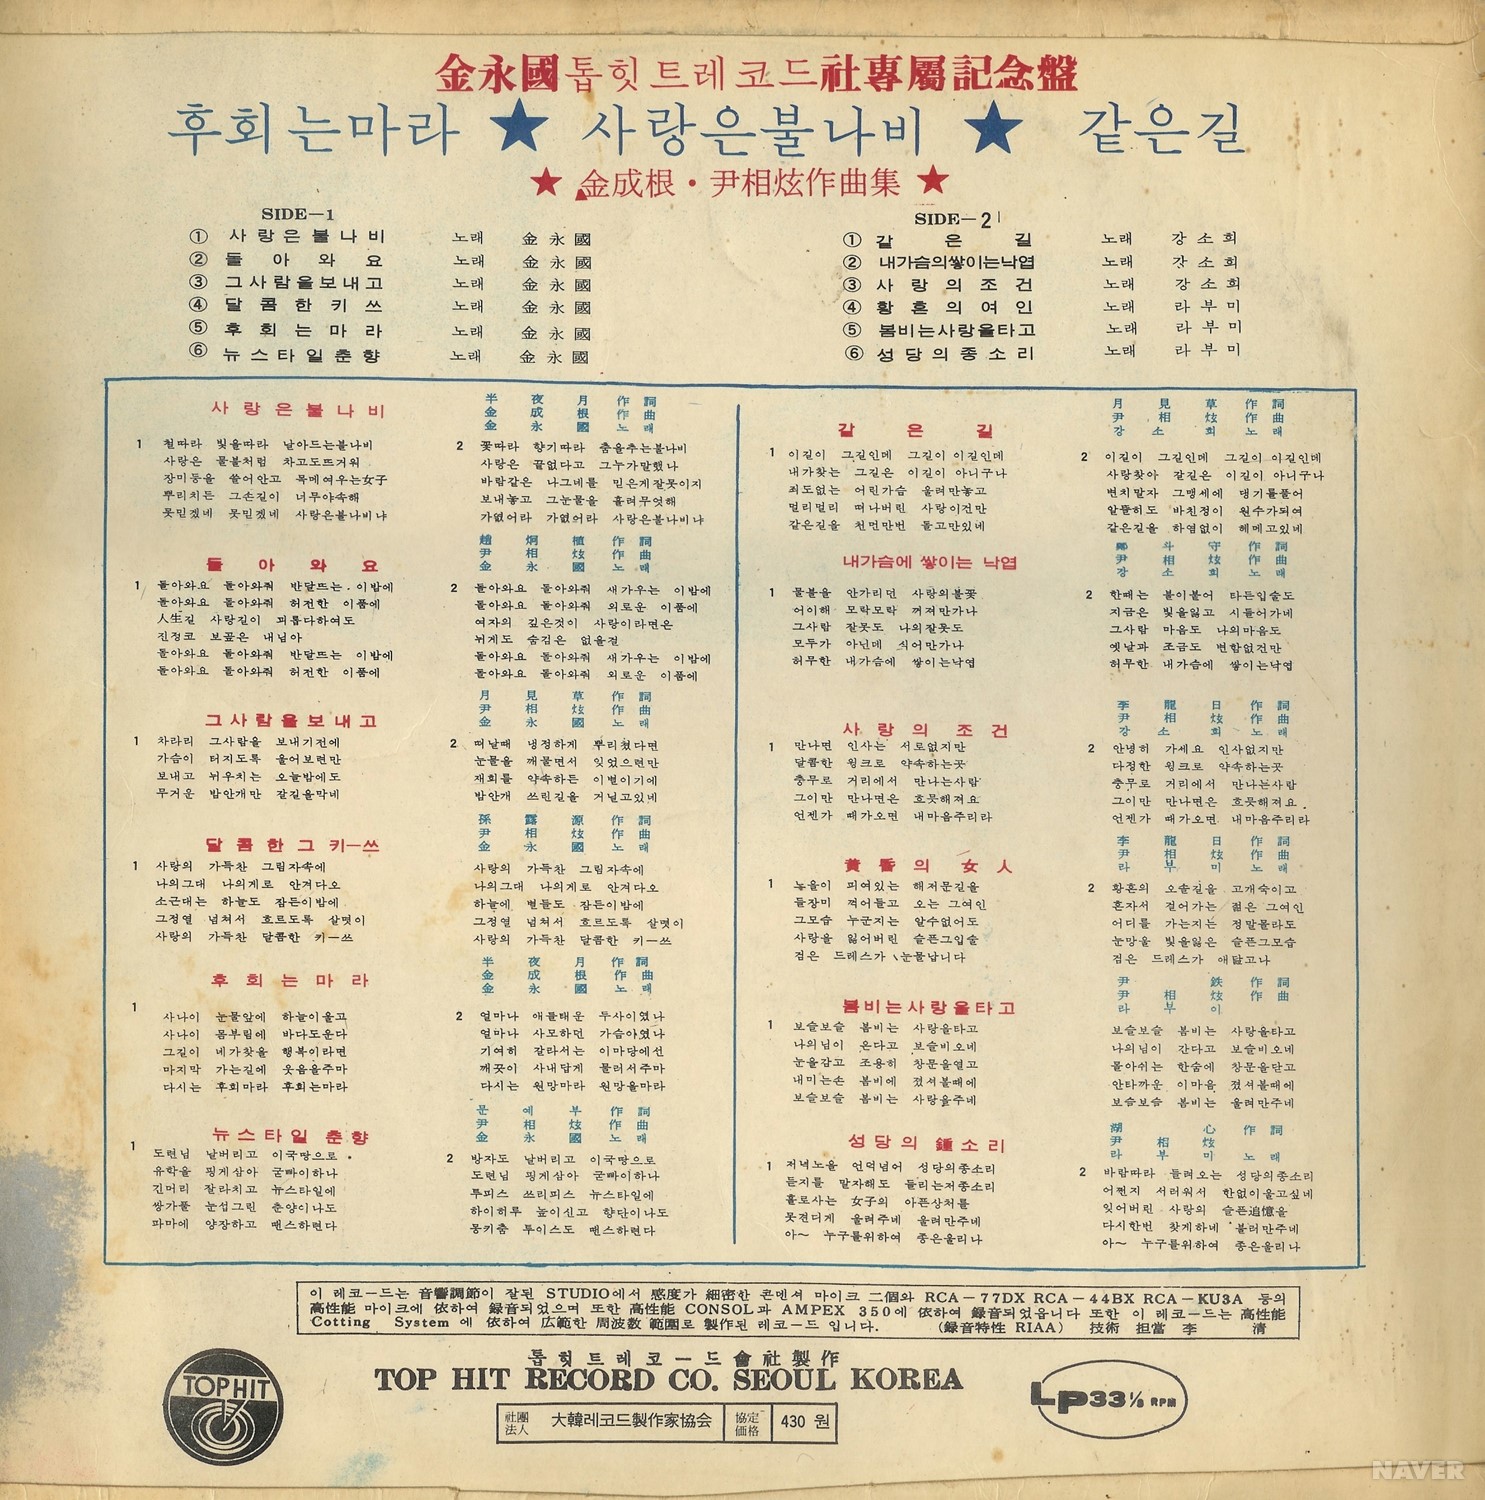 金永國톱힛트레코드社專屬記念盤
후회는마라 ★ 사랑은불나비 ★ 같은길
★ 金成根・尹相炫作曲集 ★
SIDE-1
① 사랑은불나비 노래 金永國
② 돌아와요 노래 金永國
③ 그사람을보내고 노래 金永國
④ 달콤한키쓰 노래 金永國
⑤ 후회는마라 노래 金永國
⑥ 뉴스타일춘향 노래 金永國
SIDE-2
① 같은길 노래 강소희
② 내가슴의쌓이는낙엽 노래 강소희
③ 사랑의조건 노래 강소희
④ 황혼의여인 노래 라부미
⑤ 봄비는사랑을타고 노래 라부미
⑥ 성당의종소리 노래 라부미
사랑은불나비
半夜月作詞
金成根作曲
金永國노래
1 철따라 빛을따라 날아드는불나비
사랑은 물불처럼 차고도뜨거워
장미등을 쓸어안고 목메여우는女子
뿌리치든 그손길이 너무야속해
못믿겠네 못믿겠네 사랑은불나비냐
2 꽃따라 향기따라 춤을추는불나비
사랑은 끝없다고 그누가말했나
바람같은 나그네를 믿은게잘못이지
보내놓고 그눈물을 흘려무엇해
가엾어라 가엾어라 사랑은불나비냐
돌아와요
尹相炫作曲
金永國노래
1 돌아와요 돌아와줘 반달뜨는 이밤에
돌아와요 돌아와줘 허전한 이품에
人生길 사랑길이 괴롭다하여도
진정코 보곺은 내님아
돌아와요 돌아와줘 반달뜨는 이밤에
돌아와요 돌아와줘 허전한 이품에
2 돌아와요 돌아와줘 새가우는 이밤에
돌아와요 돌아와줘 외로운 이품에
여자의 깊은것이 사랑이라면은
뉘게도 숨김은 없을걸
돌아와요 돌아와줘 새가우는 이밤에
돌아와요 돌아와줘 외로운 이품에
그사람을보내고
月見草作詞
尹相炫作曲
金永國노래
1 차라리 그사람을 보내기전에
가슴이 터지도록 울어보련만
보내고 뉘우치는 오늘밤에도
무거운 밤안개만 갈길을막네
2 떠날때 냉정하게 뿌리쳤다면
눈물을 깨물면서 잊었으련만
재회를 약속하든 이별이기에
밤안개 쓰린길을 거닐고있네
달콤한그키一쓰
孫露源作詞
尹相炫作曲
金永國노래
1 사랑의 가득찬 그림자속에
나의그대 나의게로 안겨다오
소근대는 하늘도 잠든이밤에
그정열 넘쳐서 흐르도록 살몃이
사랑의 가득찬 달콤한 키一쓰
사랑의 가득찬 그림자속에
나의그대 나의게로 안겨다오
하늘에 별들도 잠든이밤에
그정열 넘쳐서 흐르도록 살몃이
사랑의 가득찬 달콤한 키一쓰
후회는마라
半夜月作詞
金成根作曲
金永國노래
1 사나이 눈물앞에 하늘이울고
사나이 몸부림에 바다도운다
그길이 네가찾을 행복이라면
마지막 가는길에 웃음을주마
다시는 후회마라 후회는마라
2 얼마나 애를태운 두사이였나
얼마나 사모하던 가슴이였나
기여히 갈라서는 이마당에선
깨끗이 사내답게 물러서주마
다시는 원망마라 원망을마라
뉴스타일춘향
문예부作詞
尹相炫作曲
金永國노래
1 도련님 날버리고 이국땅으로
유학을 핑게삼아 굳빠이하나
긴머리 잘라치고 뉴스타일에
쌍가풀 눈섭그린 춘양이나도
파마에 양장하고 땐스하련다
2 방자도 날버리고 이국땅으로
도련님 핑게삼아 굳빠이하나
투피스 쓰리피스 뉴스타일에
하이히루 높이신고 향단이나도
몽키춤 투이스도 땐스하련다
같은길
月見草作詞
尹相炫作曲
강소희노래
1 이길이 그길인데 그길이 이길인데
내가찾는 그길은 이길이 아니구나
죄도없는 어린가슴 울려만놓고
멀리멀리 떠나버린 사랑이건만
같은길을 천번만번 돌고만있네
2 이길이 그길인데 그길이 이길인데
사랑찾아 갈길은 이길이 아니구나
변치말자 그맹세에 댕기를풀어
알뜰히도 바친정이 원수가되여
같은길을 하염없이 헤메고있네
내가슴에 쌓이는 낙엽
鄭斗守作詞
尹相炫作曲
강소희노래
1 물불을 안가리던 사랑의불꽃
어이해 모락모락 꺼져만가나
그사람 잘못도 나의잘못도
모두가 아닌데 식어만가나
허무한 내가슴에 쌓이는낙엽
2 한때는 불이붙어 타든입술도
지금은 빛을잃고 시들어가네
그사람 마음도 나의마음도
옛날과 조금도 변함없건만
허무한 내가슴에 쌓이는낙엽
사랑의조건
李龍日作詞
尹相炫作曲
강소희노래
1 만나면 인사는 서로없지만
달콤한 윙크로 약속하는곳
충무로 거리에서 만나는사람
그이만 만나면은 흐뭇해져요
언젠가 때가오면 내마음주리라
2 안녕히 가세요 인사없지만
다정한 윙크로 약속하는곳
충무로 거리에서 만나는사람
그이만 만나면은 흐뭇해져요
언젠가 때가오면 내마음주리라
黃昏의女人
李龍日作詞
尹相炫作曲
라부미노래
1 놀을이 피여있는 해저문길을
들장미 꺽어들고 오는 그여인
그모습 누군지는 알수없어도
사랑을 잃어버린 슬픈그입술
검은 드레스가 눈물납니다
2 황혼의 오솔길을 고개숙이고
혼자서 걸어가는 젊은 그여인
어디를 가는지는 정말몰라도
눈망울 빛을잃은 슬픈그모습
검은 드레스가 애닯고나
봄비는사랑을타고
尹鉄作詞
尹相炫作曲
라부이
1 보슬보슬 봄비는 사랑을타고
나의님이 온다고 보슬비오네
눈을감고 조용히 창문을열고
내미는손 봄비에 젔셔볼때에
보슬보슬 봄비는 사랑을주네
보슬보슬 봄비는 사랑을타고
나의님이 간다고 보슬비오네
몰아쉬는 한숨에 창문을닫고
안타까운 이마음 젔셔볼때에
보슴보슴 봄비는 울려만주네
성당의鍾소리
湖心作詞
尹相炫
라부미노래
1 저녁노을 언덕넘어 성당의종소리
듣지를 말자해도 들리는저종소리
홀로사는 女子의 아픈상처를
못견디게 울려주네 울려만주네
아~ 누구를위하여 종은울리나
2 바람따라 들려오는 성당의종소리
어쩐지 서러워서 한없이울고싶네
잊어버린 사랑의 슬픈追憶을
다시한번 찾게하네 불러만주네
아~ 누구를위하여 종은울리나
이 레코ー드는 音響調節이 잘된 STUDIO에서 感度가 細密한 콘덴셔 마이크 二個와 RCA-77DX RCA-44BX RCA-KU3A 등의
高性能 마이크에 依하여 録音되었으며 또한 高性能 CONSOL과 AMPEX 350에 依하여 録音되었읍니다 또한 이 레코ー드는 高性能
Cotting System에 依하여 広範한 周波數 範囲로 製作된 레코ー드 입니다. (録音特性 RIAA) 技術 担當 李 清
톱힛트레코ー드會社製作
TOP HIT RECORD CO. SEOUL KOREA
TOP HIT
社團法人 大韓레코드製作家協会 協定価格 430 원
LP 33⅓ RPM
NAVER